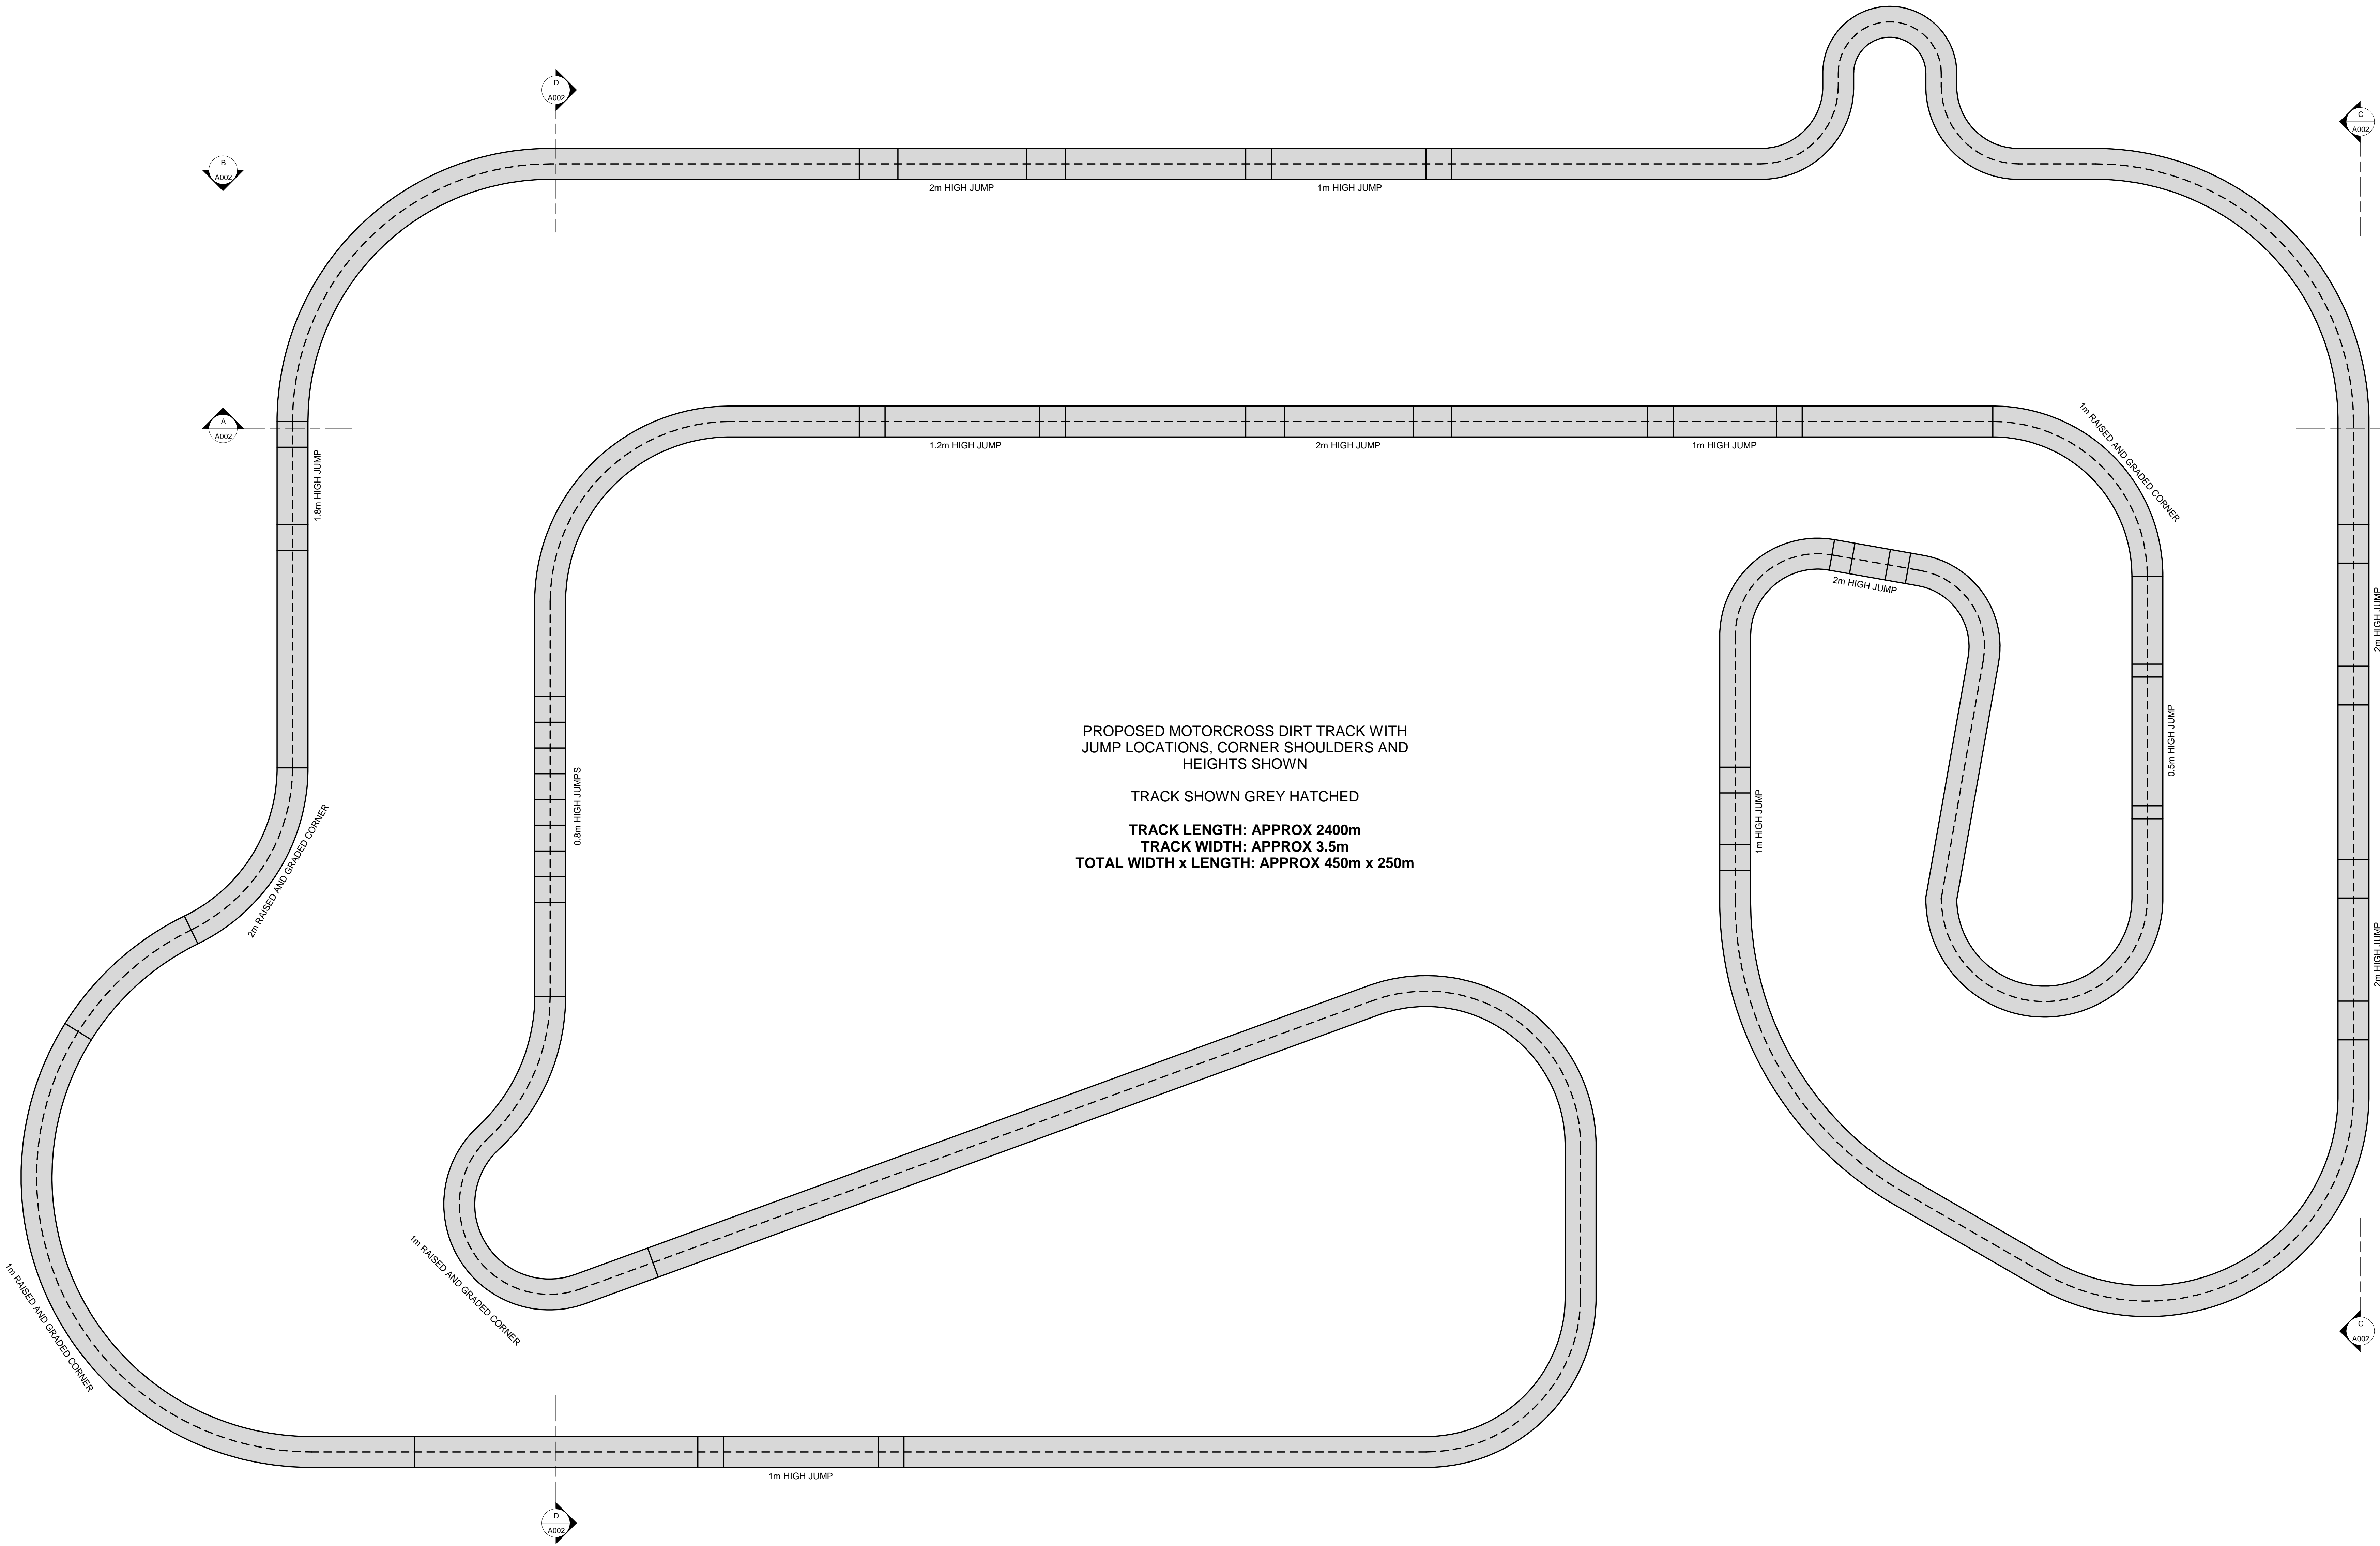 D
A002
C
A002
B
A002
2m HIGH JUMP
1m HIGH JUMP
A
A002
1.8m HIGH JUMP
1.2m HIGH JUMP
2m HIGH JUMP
1m HIGH JUMP
1m RAISED AND GRADED CORNER
2m HIGH JUMP
2m HIGH JUMP
0.5m HIGH JUMP
1m HIGH JUMP
0.8m HIGH JUMPS
PROPOSED MOTORCROSS DIRT TRACK WITH
JUMP LOCATIONS, CORNER SHOULDERS AND
HEIGHTS SHOWN
TRACK SHOWN GREY HATCHED
TRACK LENGTH: APPROX 2400m
TRACK WIDTH: APPROX 3.5m
TOTAL WIDTH x LENGTH: APPROX 450m x 250m
2m RAISED AND GRADED CORNER
2m HIGH JUMP
1m RAISED AND GRADED CORNER
1m RAISED AND GRADED CORNER
C
A002
1m HIGH JUMP
D
A002